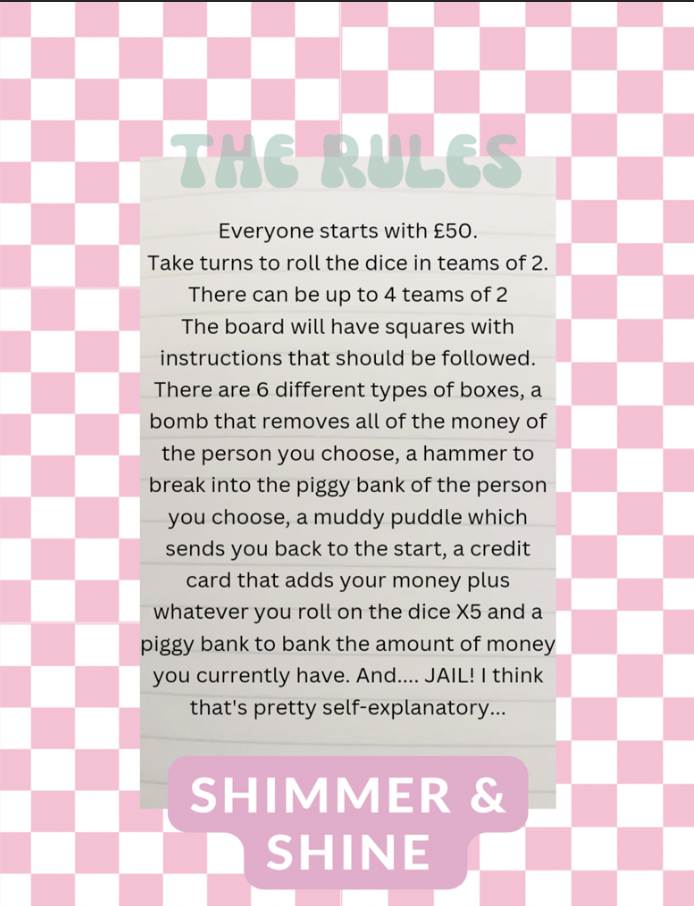 THE RULES
Everyone starts with £50.
Take turns to roll the dice in teams of 2.
There can be up to 4 teams of 2
The board will have squares with
instructions that should be followed.
There are 6 different types of boxes, a
bomb that removes all of the money of
the person you choose, a hammer to
break into the piggy bank of the person
you choose, a muddy puddle which
sends you back to the start, a credit
card that adds your money plus
whatever you roll on the dice X5 and a
piggy bank to bank the amount of money
you currently have. And.... JAIL! I think
that's pretty self-explanatory...
SHIMMER &
SHINE